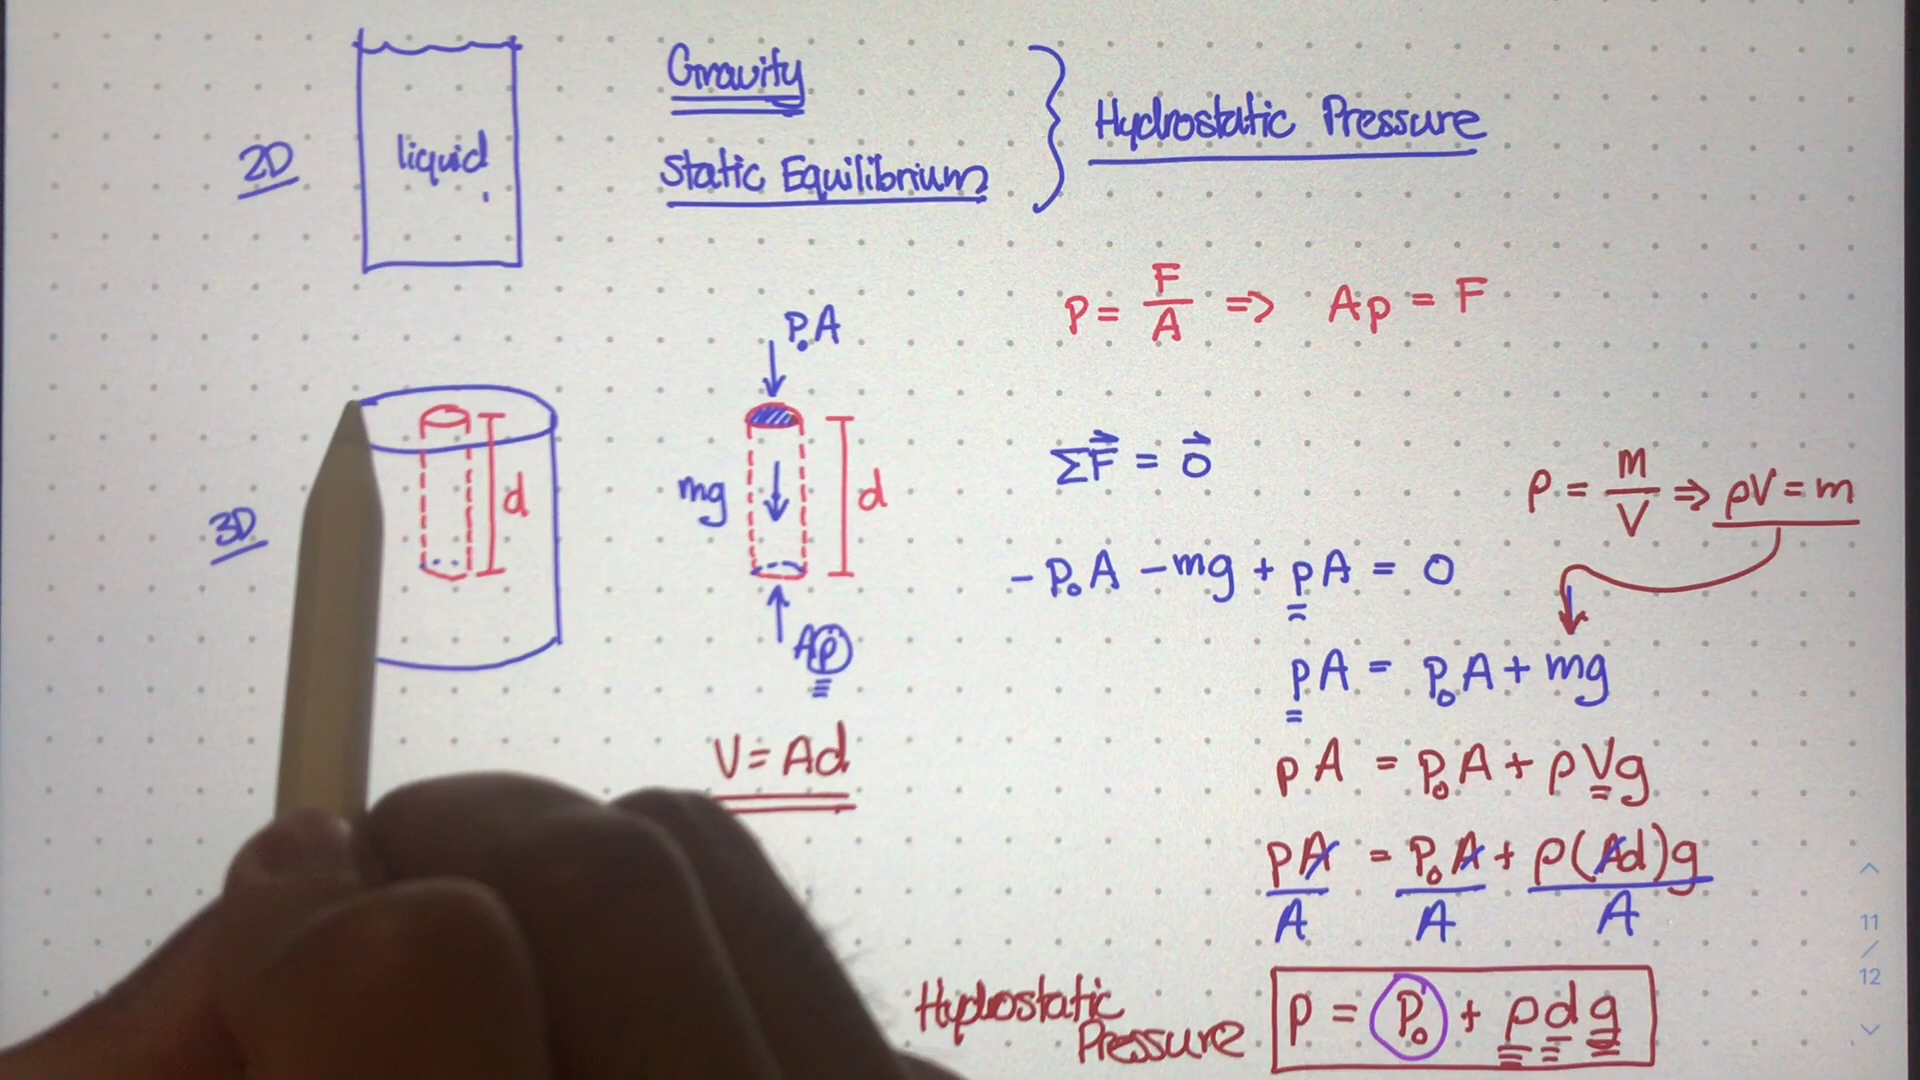 Gravity
Static Equilibrium
Hydrostatic Pressure
2D
liquid
P = F/A => Ap = F
P₀A
mg
d
Ap
3D
d
ΣF⃗ = 0⃗
ρ = m/V => ρV = m
- P₀A - mg + pA = 0
pA = P₀A + mg
V = Ad
pA = P₀A + ρVg
pA/A = P₀A/A + ρ(Ad)g/A
Hydrostatic Pressure
p = P₀ + ρdg
11
/
12